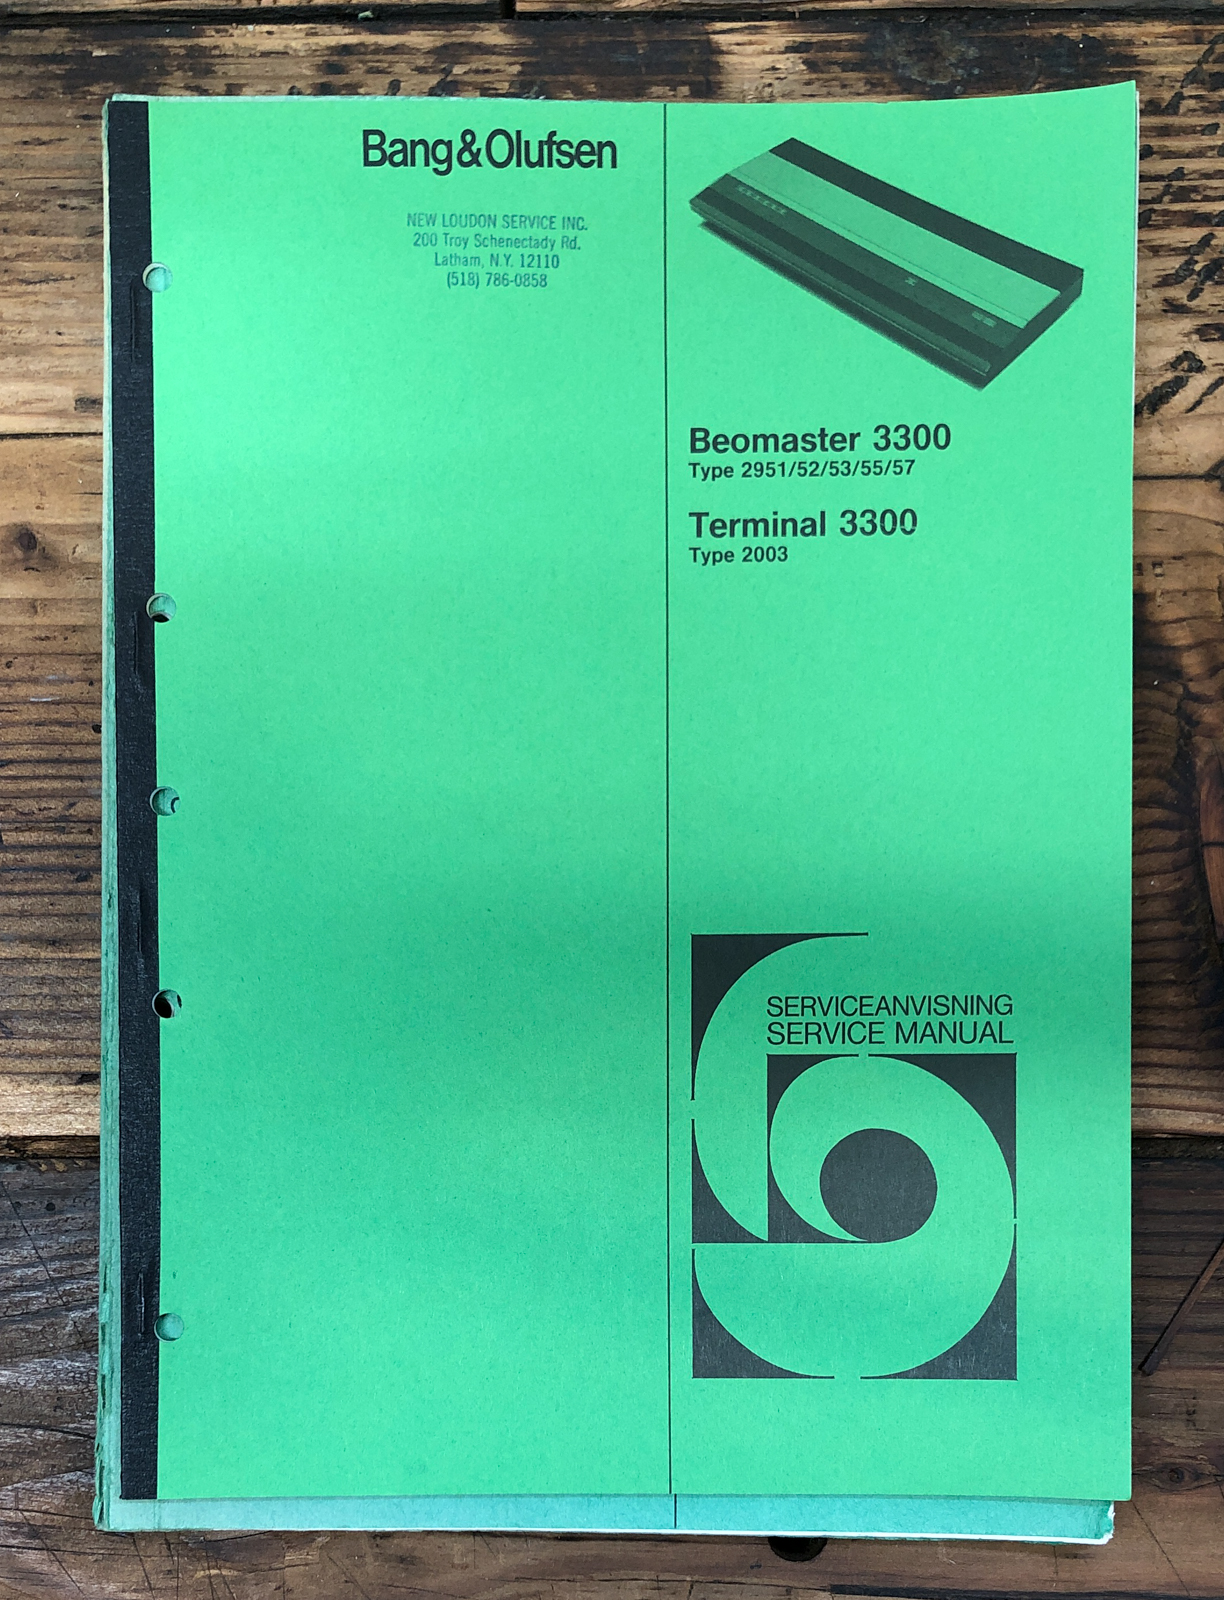 Bang&Olufsen
NEW LOUDON SERVICE INC.
200 Troy Schenectady Rd.
Latham, N.Y. 12110
(518) 786-0858
Beomaster 3300
Type 2951/52/53/55/57
Terminal 3300
Type 2003
SERVICEANVISNING
SERVICE MANUAL